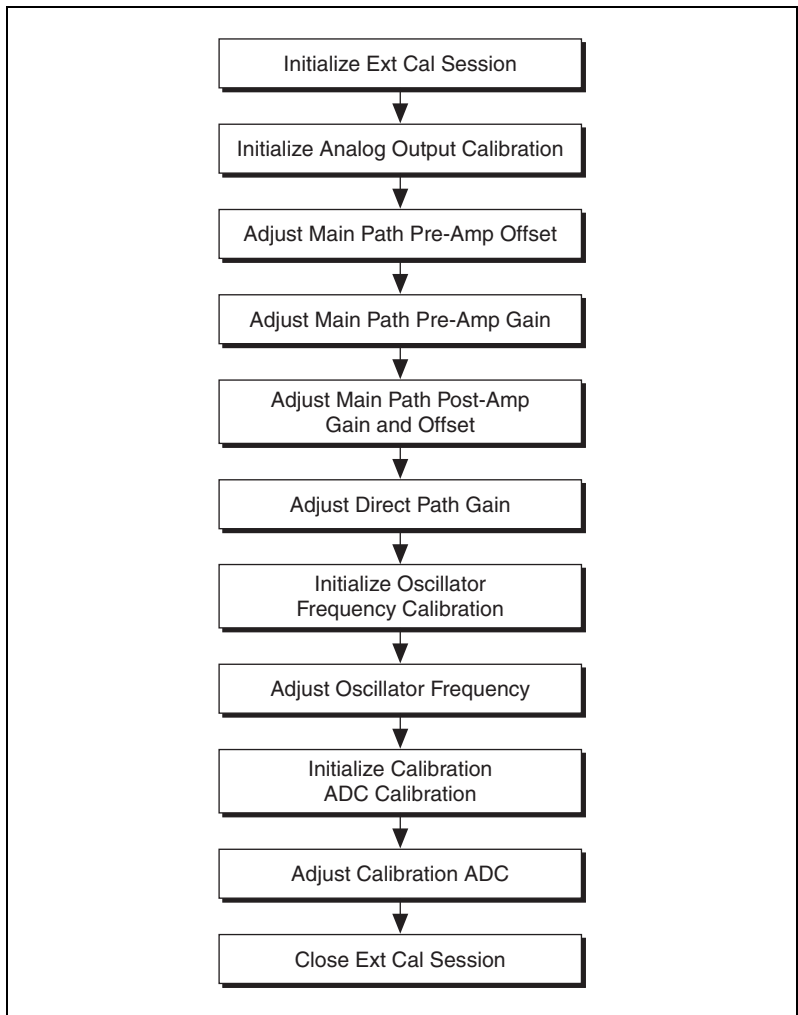 Initialize Ext Cal Session
Initialize Analog Output Calibration
Adjust Main Path Pre-Amp Offset
Adjust Main Path Pre-Amp Gain
Adjust Main Path Post-Amp
Gain and Offset
Adjust Direct Path Gain
Initialize Oscillator
Frequency Calibration
Adjust Oscillator Frequency
Initialize Calibration
ADC Calibration
Adjust Calibration ADC
Close Ext Cal Session